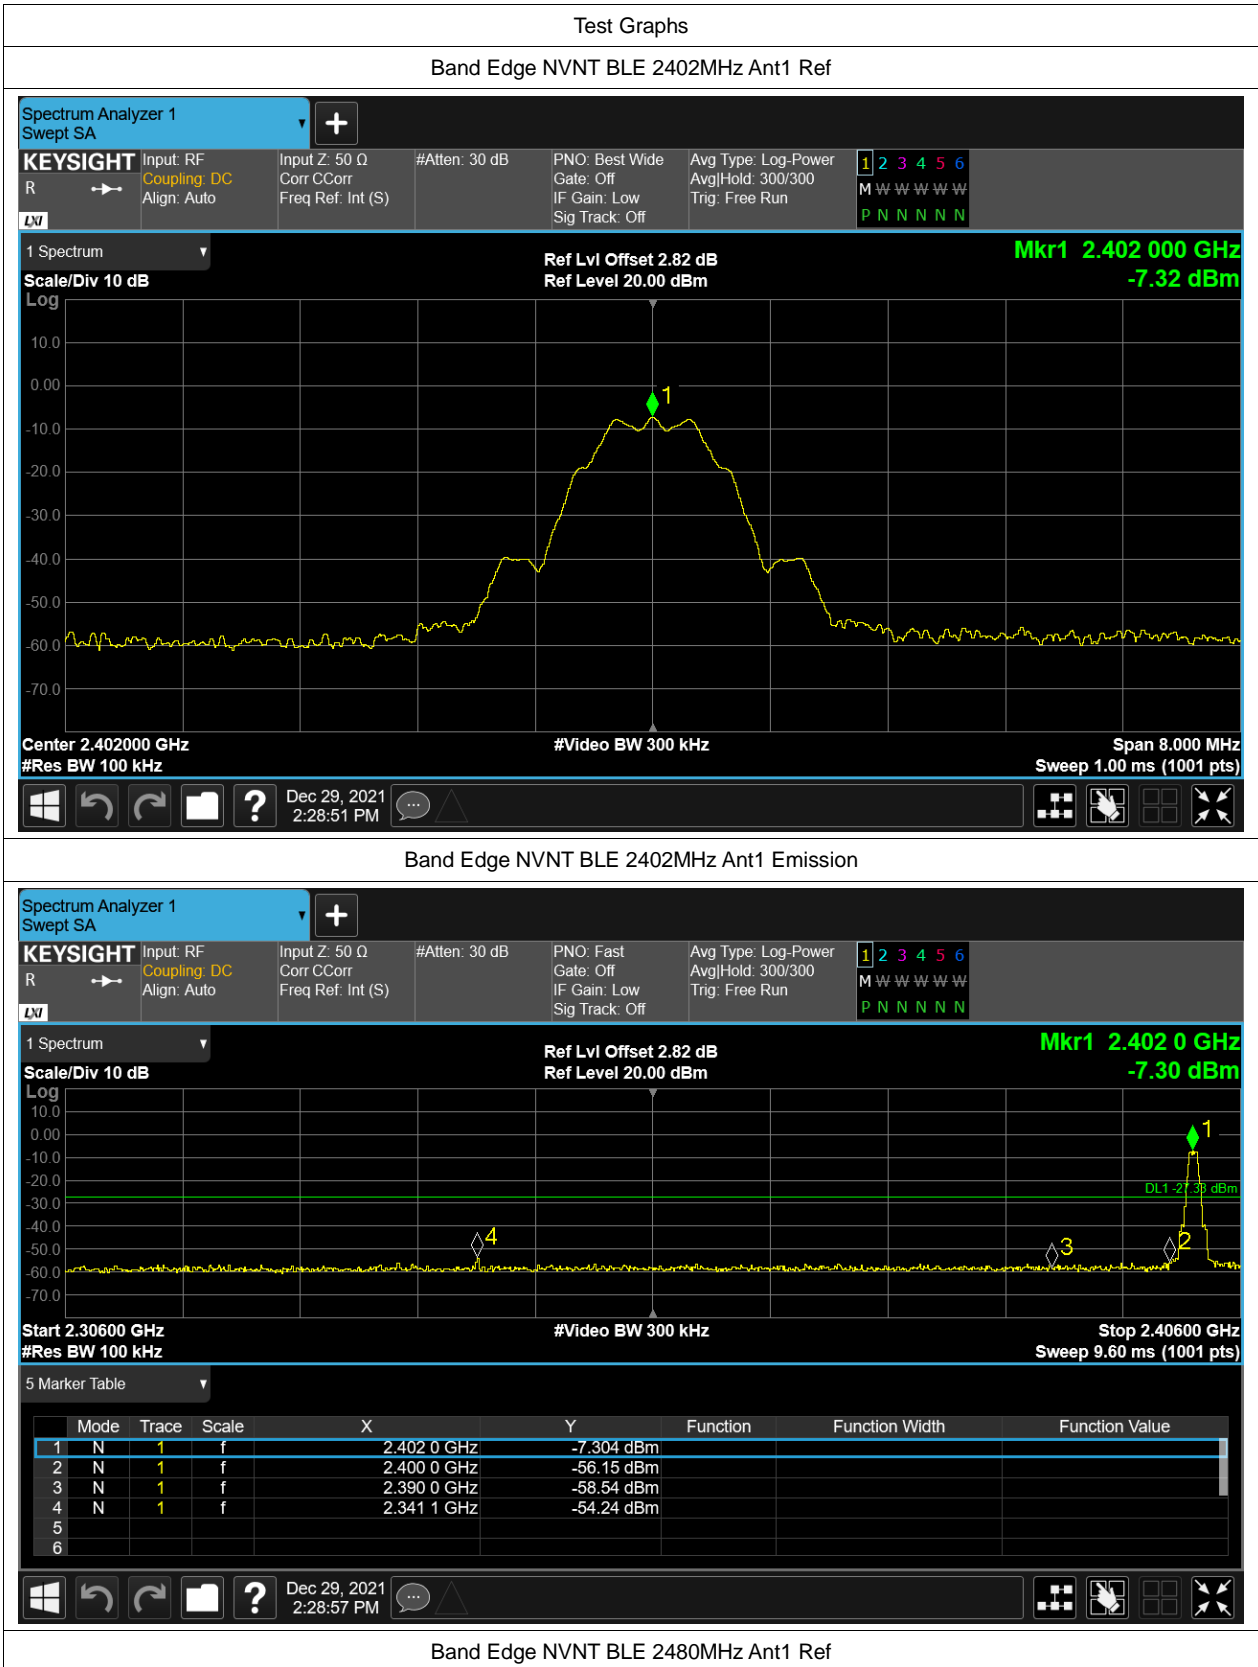 Test Graphs
Band Edge NVNT BLE 2402MHz Ant1 Ref
Spectrum Analyzer 1
Swept SA
KEYSIGHT Input: RF Input Z: 50 Ω #Atten: 30 dB PNO: Best Wide Avg Type: Log-Power 1 2 3 4 5 6
R Coupling: DC Corr CCorr Gate: Off Avg|Hold: 300/300 M W W W W W
Align: Auto Freq Ref: Int (S) IF Gain: Low Trig: Free Run
LXI Sig Track: Off P N N N N N
1 Spectrum Ref Lvl Offset 2.82 dB Mkr1 2.402 000 GHz
Scale/Div 10 dB Ref Level 20.00 dBm -7.32 dBm
Log
10.0
0.00
1
-10.0
-20.0
-30.0
-40.0
-50.0
-60.0
-70.0
Center 2.402000 GHz #Video BW 300 kHz Span 8.000 MHz
#Res BW 100 kHz Sweep 1.00 ms (1001 pts)
? Dec 29, 2021
2:28:51 PM
Band Edge NVNT BLE 2402MHz Ant1 Emission
Spectrum Analyzer 1
Swept SA
KEYSIGHT Input: RF Input Z: 50 Ω #Atten: 30 dB PNO: Fast Avg Type: Log-Power 1 2 3 4 5 6
R Coupling: DC Corr CCorr Gate: Off Avg|Hold: 300/300 M W W W W W
Align: Auto Freq Ref: Int (S) IF Gain: Low Trig: Free Run
LXI Sig Track: Off P N N N N N
1 Spectrum Ref Lvl Offset 2.82 dB Mkr1 2.402 0 GHz
Scale/Div 10 dB Ref Level 20.00 dBm -7.30 dBm
Log
10.0
0.00 1
-10.0
-20.0 DL1 -27.33 dBm
-30.0
-40.0
4 3 2
-50.0
-60.0
-70.0
Start 2.30600 GHz #Video BW 300 kHz Stop 2.40600 GHz
#Res BW 100 kHz Sweep 9.60 ms (1001 pts)
5 Marker Table
Mode Trace Scale X Y Function Function Width Function Value
1 N 1 f 2.402 0 GHz -7.304 dBm
2 N 1 f 2.400 0 GHz -56.15 dBm
3 N 1 f 2.390 0 GHz -58.54 dBm
4 N 1 f 2.341 1 GHz -54.24 dBm
5
6
? Dec 29, 2021
2:28:57 PM
Band Edge NVNT BLE 2480MHz Ant1 Ref